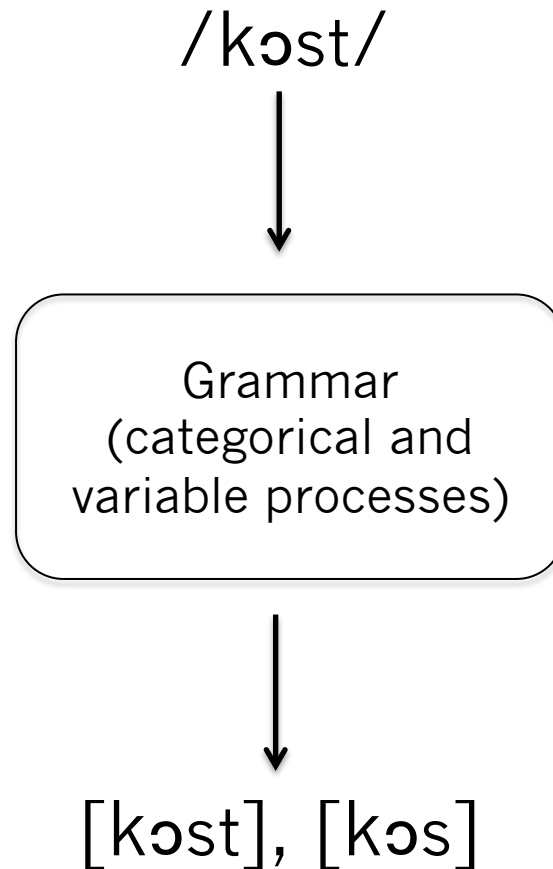 /kɔst/
Grammar
(categorical and
variable processes)
[kɔst], [kɔs]